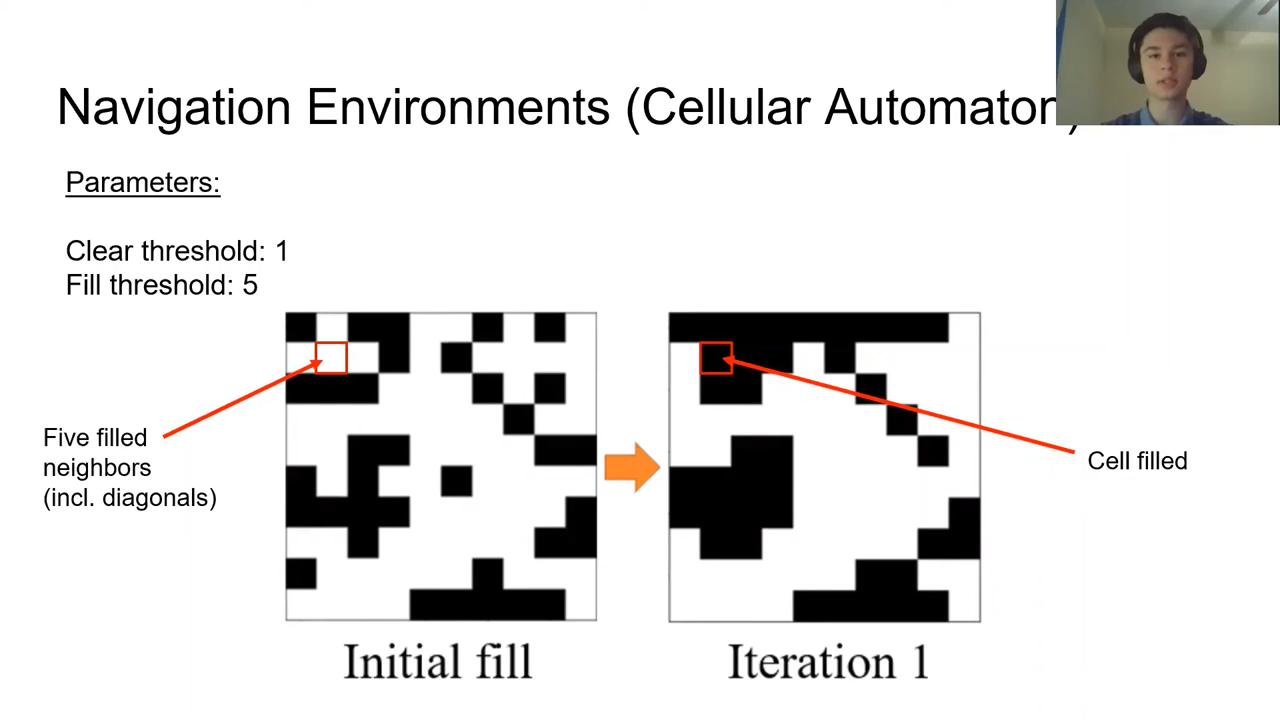 Navigation Environments (Cellular Automaton)
Parameters:
Clear threshold: 1
Fill threshold: 5
Five filled
neighbors
(incl. diagonals)
Cell filled
Initial fill
Iteration 1